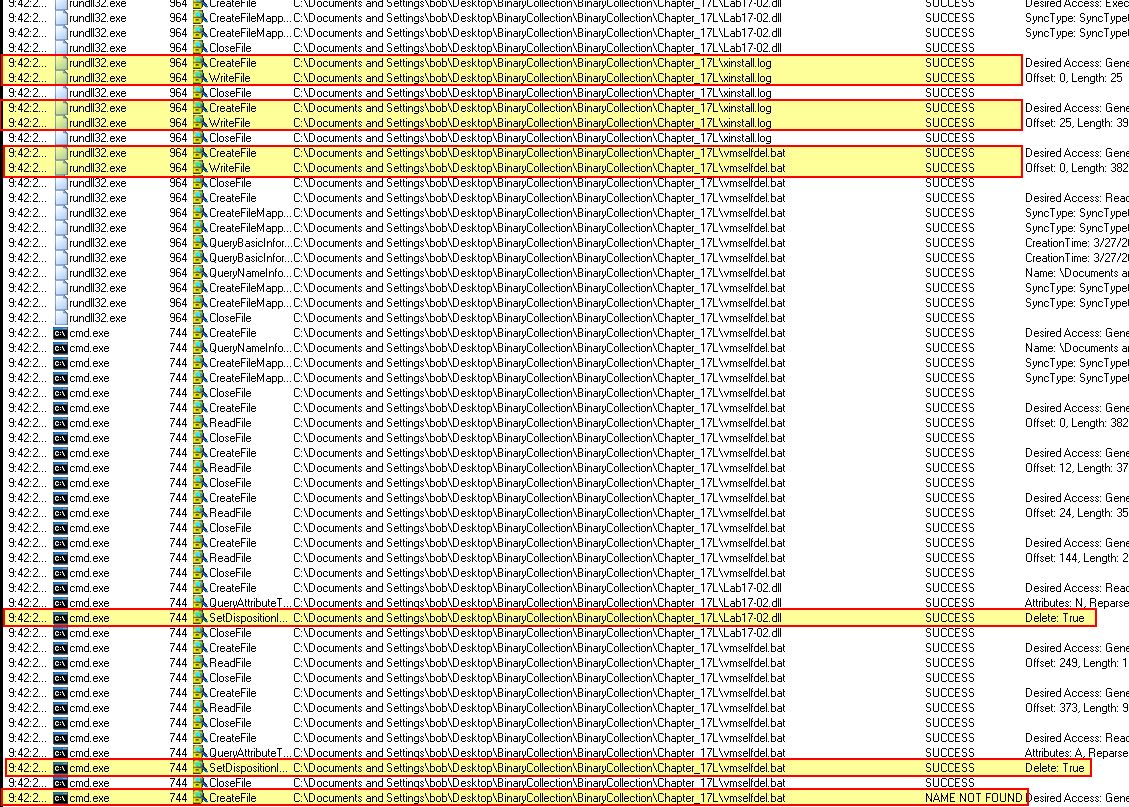 9:42:2... rundll32.exe 964 CreateFile C:\Documents and Settings\bob\Desktop\BinaryCollection\BinaryCollection\Chapter_17L\Lab17-02.dll SUCCESS Desired Access: Exec
9:42:2... rundll32.exe 964 CreateFileMapp... C:\Documents and Settings\bob\Desktop\BinaryCollection\BinaryCollection\Chapter_17L\Lab17-02.dll SUCCESS SyncType: SyncType
9:42:2... rundll32.exe 964 CreateFileMapp... C:\Documents and Settings\bob\Desktop\BinaryCollection\BinaryCollection\Chapter_17L\Lab17-02.dll SUCCESS SyncType: SyncType
9:42:2... rundll32.exe 964 CloseFile C:\Documents and Settings\bob\Desktop\BinaryCollection\BinaryCollection\Chapter_17L\Lab17-02.dll SUCCESS
9:42:2... rundll32.exe 964 CreateFile C:\Documents and Settings\bob\Desktop\BinaryCollection\BinaryCollection\Chapter_17L\xinstall.log SUCCESS Desired Access: Gene
9:42:2... rundll32.exe 964 WriteFile C:\Documents and Settings\bob\Desktop\BinaryCollection\BinaryCollection\Chapter_17L\xinstall.log SUCCESS Offset: 0, Length: 25
9:42:2... rundll32.exe 964 CloseFile C:\Documents and Settings\bob\Desktop\BinaryCollection\BinaryCollection\Chapter_17L\xinstall.log SUCCESS
9:42:2... rundll32.exe 964 CreateFile C:\Documents and Settings\bob\Desktop\BinaryCollection\BinaryCollection\Chapter_17L\xinstall.log SUCCESS Desired Access: Gene
9:42:2... rundll32.exe 964 WriteFile C:\Documents and Settings\bob\Desktop\BinaryCollection\BinaryCollection\Chapter_17L\xinstall.log SUCCESS Offset: 25, Length: 39
9:42:2... rundll32.exe 964 CloseFile C:\Documents and Settings\bob\Desktop\BinaryCollection\BinaryCollection\Chapter_17L\xinstall.log SUCCESS
9:42:2... rundll32.exe 964 CreateFile C:\Documents and Settings\bob\Desktop\BinaryCollection\BinaryCollection\Chapter_17L\vmselfdel.bat SUCCESS Desired Access: Gene
9:42:2... rundll32.exe 964 WriteFile C:\Documents and Settings\bob\Desktop\BinaryCollection\BinaryCollection\Chapter_17L\vmselfdel.bat SUCCESS Offset: 0, Length: 382
9:42:2... rundll32.exe 964 CloseFile C:\Documents and Settings\bob\Desktop\BinaryCollection\BinaryCollection\Chapter_17L\vmselfdel.bat SUCCESS
9:42:2... rundll32.exe 964 CreateFile C:\Documents and Settings\bob\Desktop\BinaryCollection\BinaryCollection\Chapter_17L\vmselfdel.bat SUCCESS Desired Access: Read
9:42:2... rundll32.exe 964 CreateFileMapp... C:\Documents and Settings\bob\Desktop\BinaryCollection\BinaryCollection\Chapter_17L\vmselfdel.bat SUCCESS SyncType: SyncType
9:42:2... rundll32.exe 964 CreateFileMapp... C:\Documents and Settings\bob\Desktop\BinaryCollection\BinaryCollection\Chapter_17L\vmselfdel.bat SUCCESS SyncType: SyncType
9:42:2... rundll32.exe 964 QueryBasicInfor... C:\Documents and Settings\bob\Desktop\BinaryCollection\BinaryCollection\Chapter_17L\vmselfdel.bat SUCCESS CreationTime: 3/27/2
9:42:2... rundll32.exe 964 QueryBasicInfor... C:\Documents and Settings\bob\Desktop\BinaryCollection\BinaryCollection\Chapter_17L\vmselfdel.bat SUCCESS CreationTime: 3/27/2
9:42:2... rundll32.exe 964 QueryNameInfo... C:\Documents and Settings\bob\Desktop\BinaryCollection\BinaryCollection\Chapter_17L\vmselfdel.bat SUCCESS Name: \Documents a
9:42:2... rundll32.exe 964 CreateFileMapp... C:\Documents and Settings\bob\Desktop\BinaryCollection\BinaryCollection\Chapter_17L\vmselfdel.bat SUCCESS SyncType: SyncType
9:42:2... rundll32.exe 964 CreateFileMapp... C:\Documents and Settings\bob\Desktop\BinaryCollection\BinaryCollection\Chapter_17L\vmselfdel.bat SUCCESS SyncType: SyncType
9:42:2... rundll32.exe 964 CloseFile C:\Documents and Settings\bob\Desktop\BinaryCollection\BinaryCollection\Chapter_17L\vmselfdel.bat SUCCESS
9:42:2... cmd.exe 744 CreateFile C:\Documents and Settings\bob\Desktop\BinaryCollection\BinaryCollection\Chapter_17L\vmselfdel.bat SUCCESS Desired Access: Gene
9:42:2... cmd.exe 744 QueryNameInfo... C:\Documents and Settings\bob\Desktop\BinaryCollection\BinaryCollection\Chapter_17L\vmselfdel.bat SUCCESS Name: \Documents a
9:42:2... cmd.exe 744 CreateFileMapp... C:\Documents and Settings\bob\Desktop\BinaryCollection\BinaryCollection\Chapter_17L\vmselfdel.bat SUCCESS SyncType: SyncType
9:42:2... cmd.exe 744 CreateFileMapp... C:\Documents and Settings\bob\Desktop\BinaryCollection\BinaryCollection\Chapter_17L\vmselfdel.bat SUCCESS SyncType: SyncType
9:42:2... cmd.exe 744 CloseFile C:\Documents and Settings\bob\Desktop\BinaryCollection\BinaryCollection\Chapter_17L\vmselfdel.bat SUCCESS
9:42:2... cmd.exe 744 CreateFile C:\Documents and Settings\bob\Desktop\BinaryCollection\BinaryCollection\Chapter_17L\vmselfdel.bat SUCCESS Desired Access: Gene
9:42:2... cmd.exe 744 ReadFile C:\Documents and Settings\bob\Desktop\BinaryCollection\BinaryCollection\Chapter_17L\vmselfdel.bat SUCCESS Offset: 0, Length: 382
9:42:2... cmd.exe 744 CloseFile C:\Documents and Settings\bob\Desktop\BinaryCollection\BinaryCollection\Chapter_17L\vmselfdel.bat SUCCESS
9:42:2... cmd.exe 744 CreateFile C:\Documents and Settings\bob\Desktop\BinaryCollection\BinaryCollection\Chapter_17L\vmselfdel.bat SUCCESS Desired Access: Gene
9:42:2... cmd.exe 744 ReadFile C:\Documents and Settings\bob\Desktop\BinaryCollection\BinaryCollection\Chapter_17L\vmselfdel.bat SUCCESS Offset: 12, Length: 37
9:42:2... cmd.exe 744 CloseFile C:\Documents and Settings\bob\Desktop\BinaryCollection\BinaryCollection\Chapter_17L\vmselfdel.bat SUCCESS
9:42:2... cmd.exe 744 CreateFile C:\Documents and Settings\bob\Desktop\BinaryCollection\BinaryCollection\Chapter_17L\vmselfdel.bat SUCCESS Desired Access: Gene
9:42:2... cmd.exe 744 ReadFile C:\Documents and Settings\bob\Desktop\BinaryCollection\BinaryCollection\Chapter_17L\vmselfdel.bat SUCCESS Offset: 24, Length: 35
9:42:2... cmd.exe 744 CloseFile C:\Documents and Settings\bob\Desktop\BinaryCollection\BinaryCollection\Chapter_17L\vmselfdel.bat SUCCESS
9:42:2... cmd.exe 744 CreateFile C:\Documents and Settings\bob\Desktop\BinaryCollection\BinaryCollection\Chapter_17L\vmselfdel.bat SUCCESS Desired Access: Gene
9:42:2... cmd.exe 744 ReadFile C:\Documents and Settings\bob\Desktop\BinaryCollection\BinaryCollection\Chapter_17L\vmselfdel.bat SUCCESS Offset: 144, Length: 2
9:42:2... cmd.exe 744 CloseFile C:\Documents and Settings\bob\Desktop\BinaryCollection\BinaryCollection\Chapter_17L\vmselfdel.bat SUCCESS
9:42:2... cmd.exe 744 CreateFile C:\Documents and Settings\bob\Desktop\BinaryCollection\BinaryCollection\Chapter_17L\Lab17-02.dll SUCCESS Desired Access: Read
9:42:2... cmd.exe 744 QueryAttributeT... C:\Documents and Settings\bob\Desktop\BinaryCollection\BinaryCollection\Chapter_17L\Lab17-02.dll SUCCESS Attributes: N, Reparse
9:42:2... cmd.exe 744 SetDispositionI... C:\Documents and Settings\bob\Desktop\BinaryCollection\BinaryCollection\Chapter_17L\Lab17-02.dll SUCCESS Delete: True
9:42:2... cmd.exe 744 CloseFile C:\Documents and Settings\bob\Desktop\BinaryCollection\BinaryCollection\Chapter_17L\Lab17-02.dll SUCCESS
9:42:2... cmd.exe 744 CreateFile C:\Documents and Settings\bob\Desktop\BinaryCollection\BinaryCollection\Chapter_17L\vmselfdel.bat SUCCESS Desired Access: Gene
9:42:2... cmd.exe 744 ReadFile C:\Documents and Settings\bob\Desktop\BinaryCollection\BinaryCollection\Chapter_17L\vmselfdel.bat SUCCESS Offset: 249, Length: 1
9:42:2... cmd.exe 744 CloseFile C:\Documents and Settings\bob\Desktop\BinaryCollection\BinaryCollection\Chapter_17L\vmselfdel.bat SUCCESS
9:42:2... cmd.exe 744 CreateFile C:\Documents and Settings\bob\Desktop\BinaryCollection\BinaryCollection\Chapter_17L\vmselfdel.bat SUCCESS Desired Access: Gene
9:42:2... cmd.exe 744 ReadFile C:\Documents and Settings\bob\Desktop\BinaryCollection\BinaryCollection\Chapter_17L\vmselfdel.bat SUCCESS Offset: 373, Length: 9
9:42:2... cmd.exe 744 CloseFile C:\Documents and Settings\bob\Desktop\BinaryCollection\BinaryCollection\Chapter_17L\vmselfdel.bat SUCCESS
9:42:2... cmd.exe 744 CreateFile C:\Documents and Settings\bob\Desktop\BinaryCollection\BinaryCollection\Chapter_17L\vmselfdel.bat SUCCESS Desired Access: Read
9:42:2... cmd.exe 744 QueryAttributeT... C:\Documents and Settings\bob\Desktop\BinaryCollection\BinaryCollection\Chapter_17L\vmselfdel.bat SUCCESS Attributes: A, Reparse
9:42:2... cmd.exe 744 SetDispositionI... C:\Documents and Settings\bob\Desktop\BinaryCollection\BinaryCollection\Chapter_17L\vmselfdel.bat SUCCESS Delete: True
9:42:2... cmd.exe 744 CloseFile C:\Documents and Settings\bob\Desktop\BinaryCollection\BinaryCollection\Chapter_17L\vmselfdel.bat SUCCESS
9:42:2... cmd.exe 744 CreateFile C:\Documents and Settings\bob\Desktop\BinaryCollection\BinaryCollection\Chapter_17L\vmselfdel.bat NAME NOT FOUND Desired Access: Gene